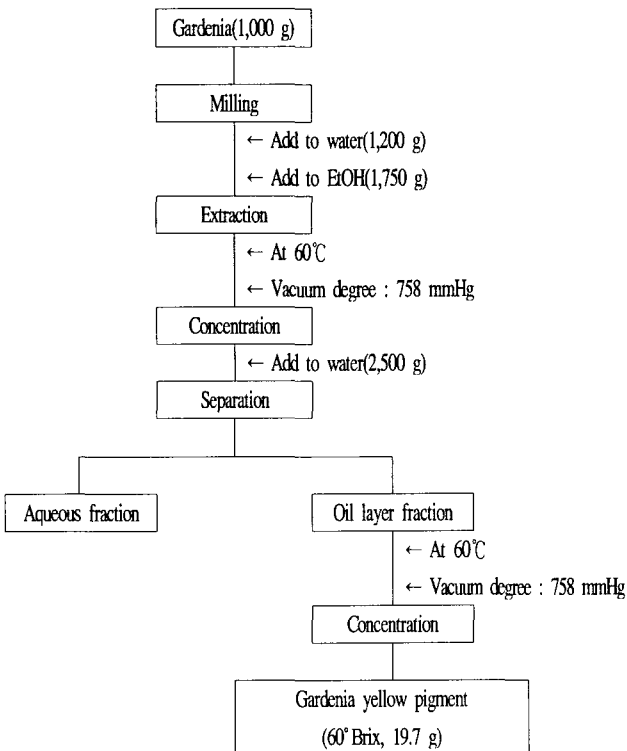 Gardenia(1,000 g)
Milling
← Add to water(1,200 g)
← Add to EtOH(1,750 g)
Extraction
← At 60℃
← Vacuum degree : 758 mmHg
Concentration
← Add to water(2,500 g)
Separation
Aqueous fraction
Oil layer fraction
← At 60℃
← Vacuum degree : 758 mmHg
Concentration
Gardenia yellow pigment
(60° Brix, 19.7 g)